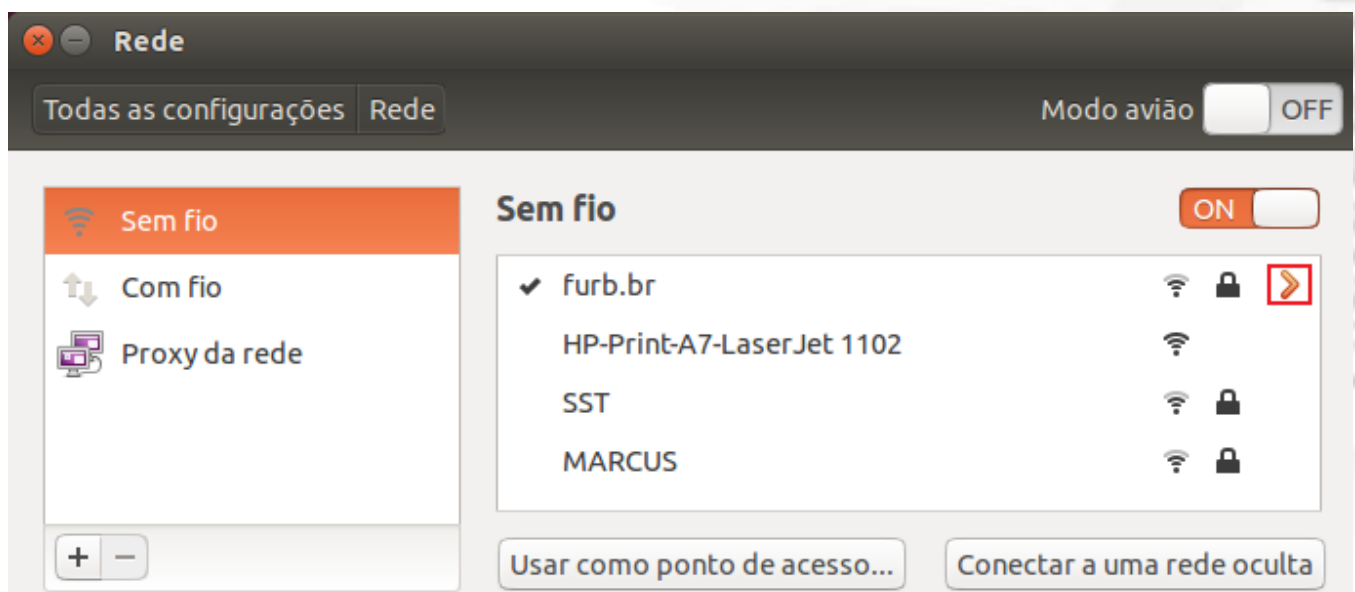 Rede
Todas as configurações Rede
Modo avião OFF
Sem fio
Com fio
Proxy da rede
Sem fio ON
furb.br
HP-Print-A7-LaserJet 1102
SST
MARCUS
Usar como ponto de acesso...
Conectar a uma rede oculta